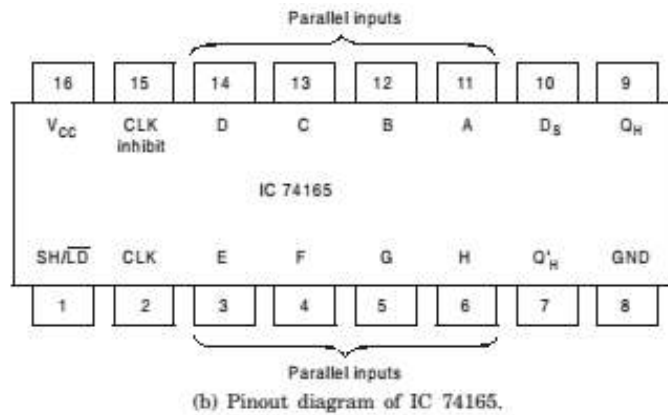 Parallel inputs
16 15 14 13 12 11 10 9
V_CC CLK D C B A D_S Q_H
inhibit
IC 74165
SH/L̅D̅ CLK E F G H Q'_H GND
1 2 3 4 5 6 7 8
Parallel inputs
(b) Pinout diagram of IC 74165.